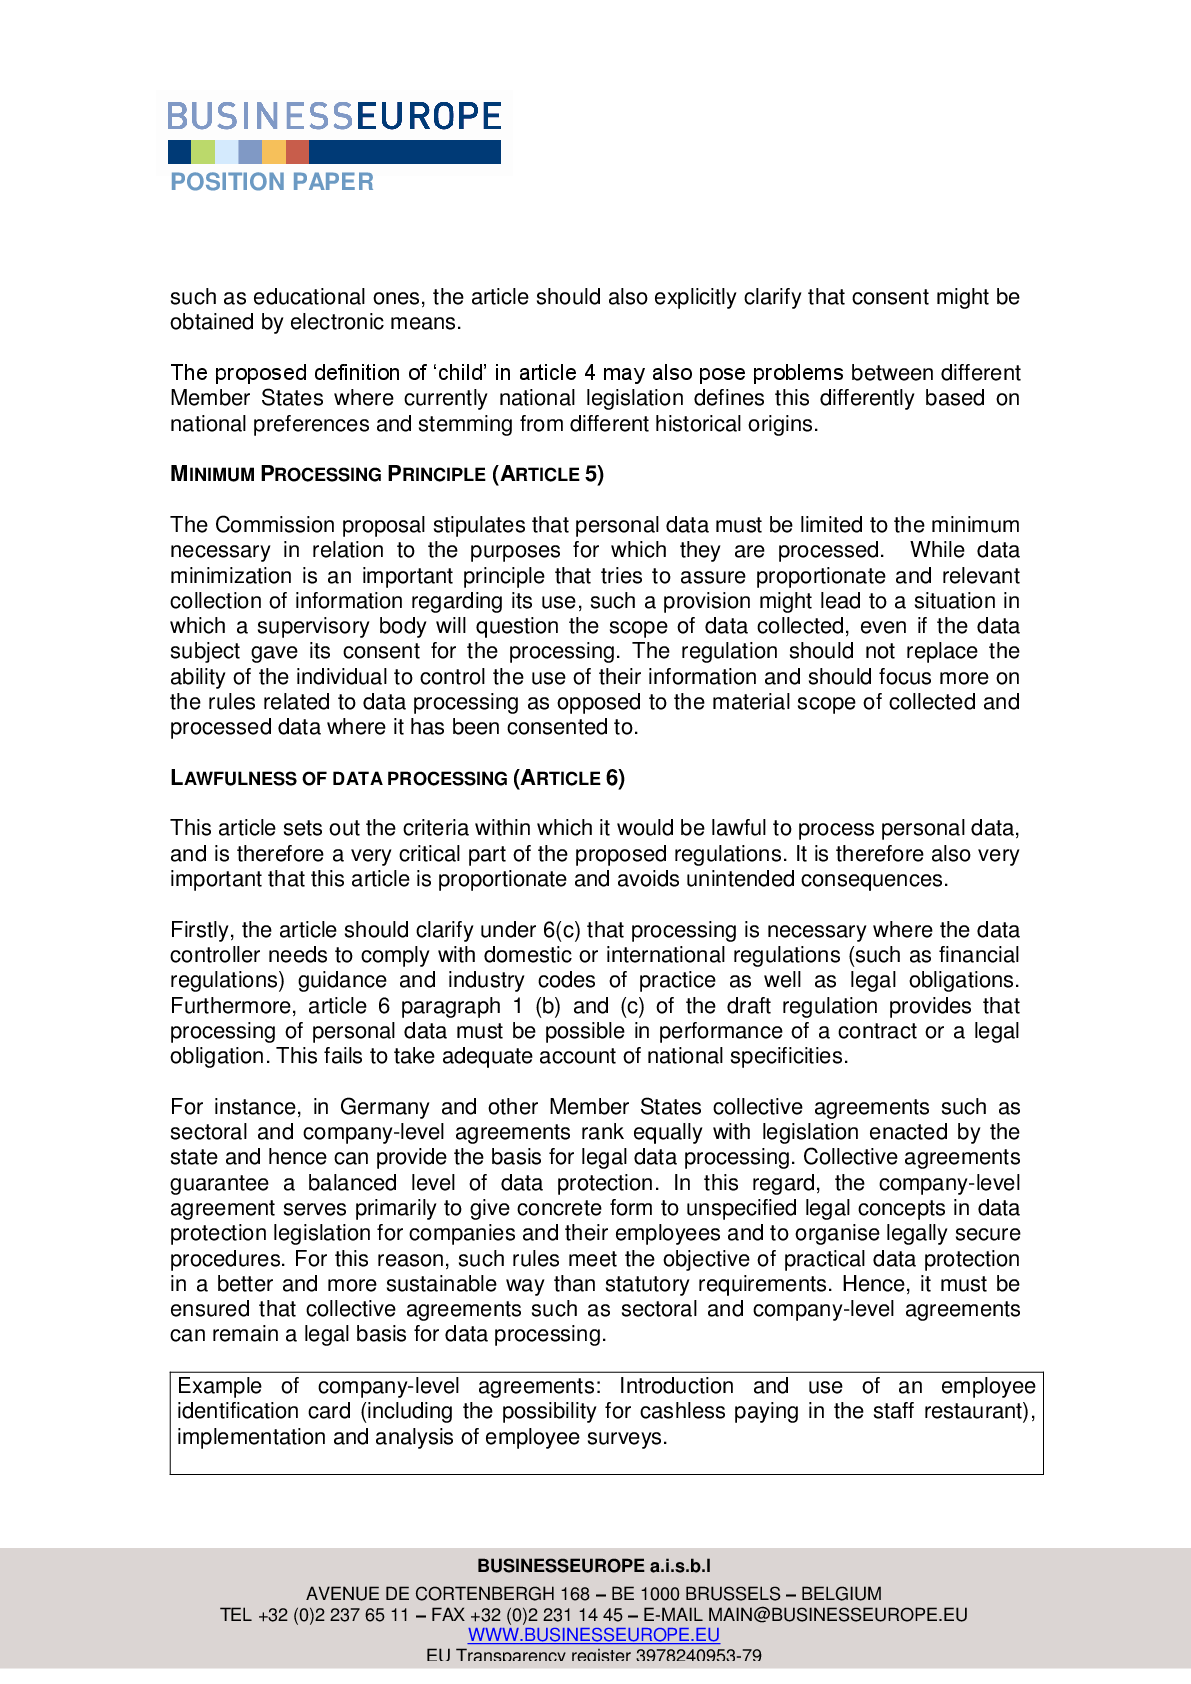 BUSINESSEUROPE
POSITION PAPER
such as educational ones, the article should also explicitly clarify that consent might be
obtained by electronic means.
The proposed definition of ‘child’ in article 4 may also pose problems between different
Member States where currently national legislation defines this differently based on
national preferences and stemming from different historical origins.
MINIMUM PROCESSING PRINCIPLE (ARTICLE 5)
The Commission proposal stipulates that personal data must be limited to the minimum
necessary in relation to the purposes for which they are processed. While data
minimization is an important principle that tries to assure proportionate and relevant
collection of information regarding its use, such a provision might lead to a situation in
which a supervisory body will question the scope of data collected, even if the data
subject gave its consent for the processing. The regulation should not replace the
ability of the individual to control the use of their information and should focus more on
the rules related to data processing as opposed to the material scope of collected and
processed data where it has been consented to.
LAWFULNESS OF DATA PROCESSING (ARTICLE 6)
This article sets out the criteria within which it would be lawful to process personal data,
and is therefore a very critical part of the proposed regulations. It is therefore also very
important that this article is proportionate and avoids unintended consequences.
Firstly, the article should clarify under 6(c) that processing is necessary where the data
controller needs to comply with domestic or international regulations (such as financial
regulations) guidance and industry codes of practice as well as legal obligations.
Furthermore, article 6 paragraph 1 (b) and (c) of the draft regulation provides that
processing of personal data must be possible in performance of a contract or a legal
obligation. This fails to take adequate account of national specificities.
For instance, in Germany and other Member States collective agreements such as
sectoral and company-level agreements rank equally with legislation enacted by the
state and hence can provide the basis for legal data processing. Collective agreements
guarantee a balanced level of data protection. In this regard, the company-level
agreement serves primarily to give concrete form to unspecified legal concepts in data
protection legislation for companies and their employees and to organise legally secure
procedures. For this reason, such rules meet the objective of practical data protection
in a better and more sustainable way than statutory requirements. Hence, it must be
ensured that collective agreements such as sectoral and company-level agreements
can remain a legal basis for data processing.
Example of company-level agreements: Introduction and use of an employee
identification card (including the possibility for cashless paying in the staff restaurant),
implementation and analysis of employee surveys.
BUSINESSEUROPE a.i.s.b.l
AVENUE DE CORTENBERGH 168 – BE 1000 BRUSSELS – BELGIUM
TEL +32 (0)2 237 65 11 – FAX +32 (0)2 231 14 45 – E-MAIL MAIN@BUSINESSEUROPE.EU
WWW.BUSINESSEUROPE.EU
EU Transparency register 3978240953-79